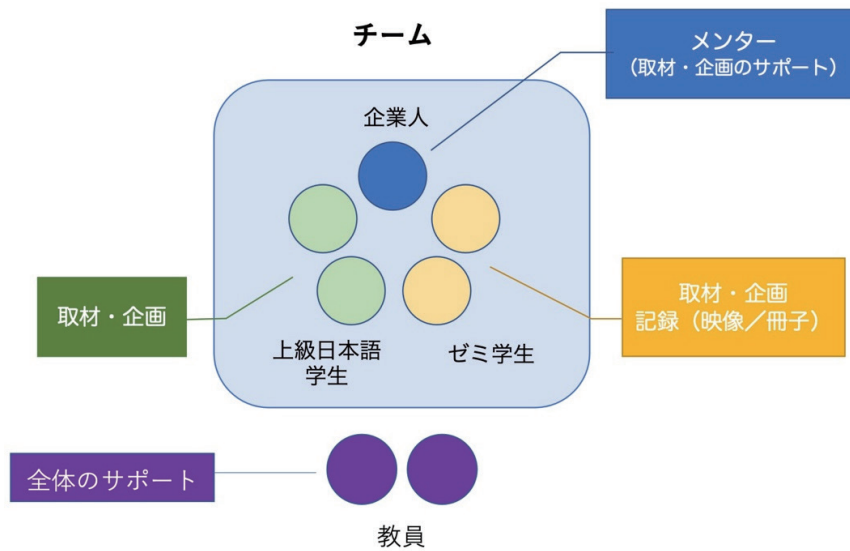 チーム
メンター
（取材・企画のサポート）
企業人
取材・企画
取材・企画
記録（映像／冊子）
上級日本語
学生
ゼミ学生
全体のサポート
教員